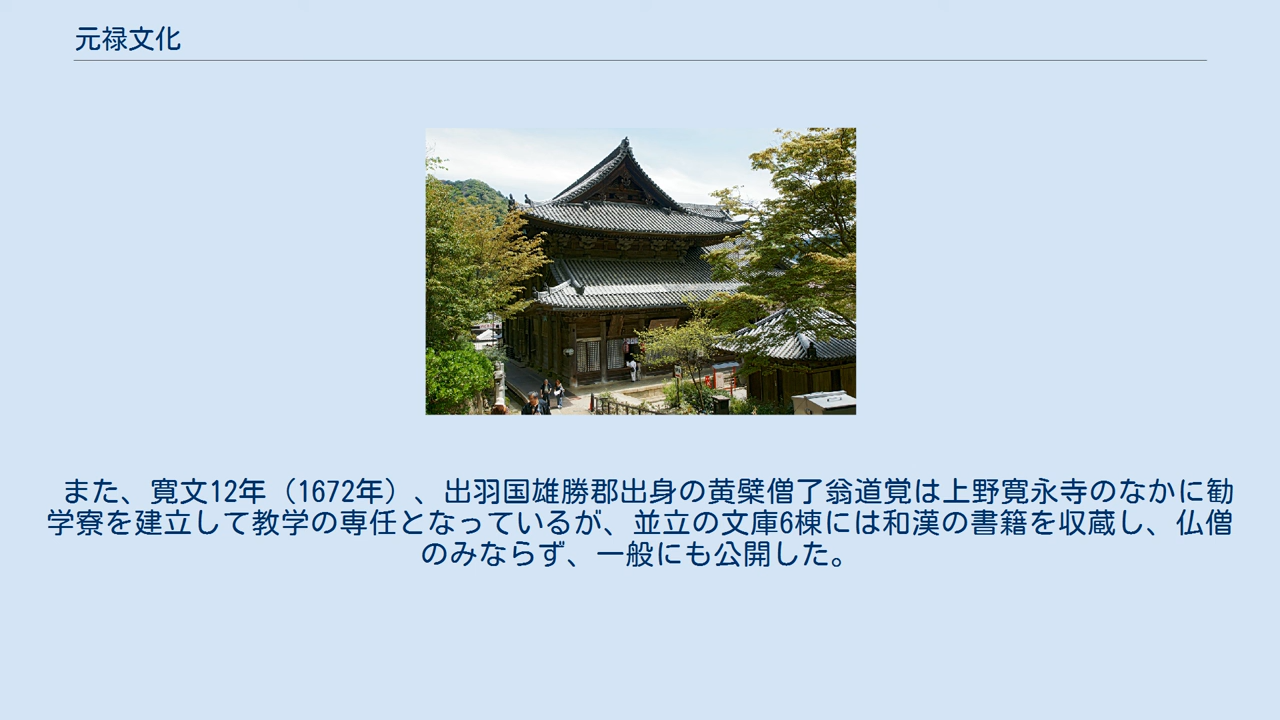 元禄文化
また、寛文12年（1672年）、出羽国雄勝郡出身の黄檗僧了翁道覚は上野寛永寺のなかに勧
学寮を建立して教学の専任となっているが、並立の文庫6棟には和漢の書籍を収蔵し、仏僧
のみならず、一般にも公開した。